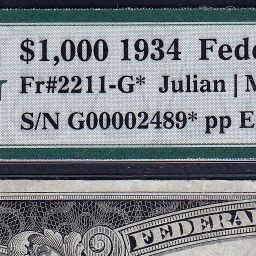 $1,000 1934 Fede
Fr#2211-G* Julian | M
S/N G00002489* pp E
FEDERAL